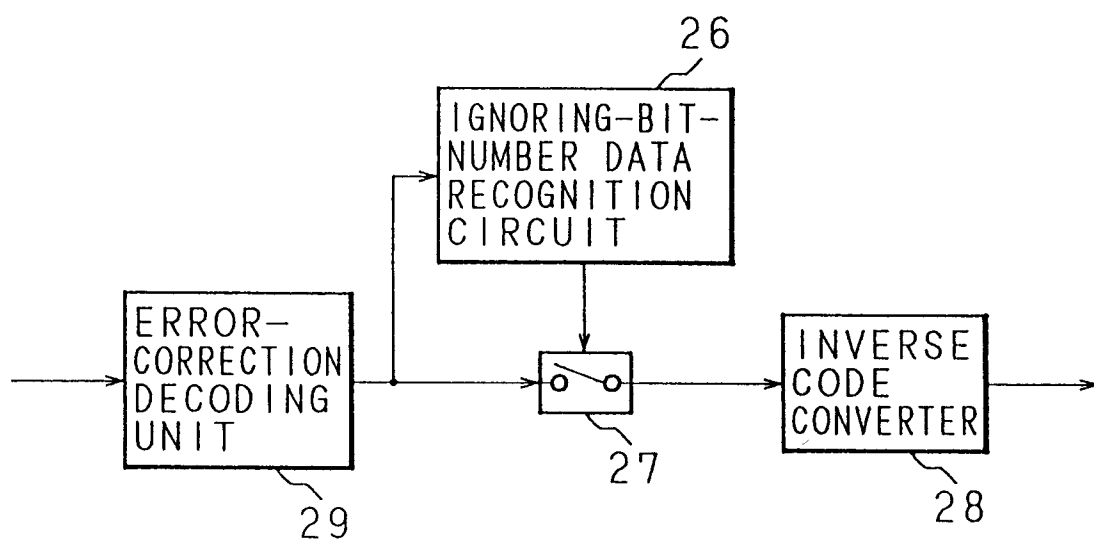 26
IGNORING-BIT-
NUMBER DATA
RECOGNITION
CIRCUIT
ERROR-
CORRECTION
DECODING
UNIT
29
27
INVERSE
CODE
CONVERTER
28